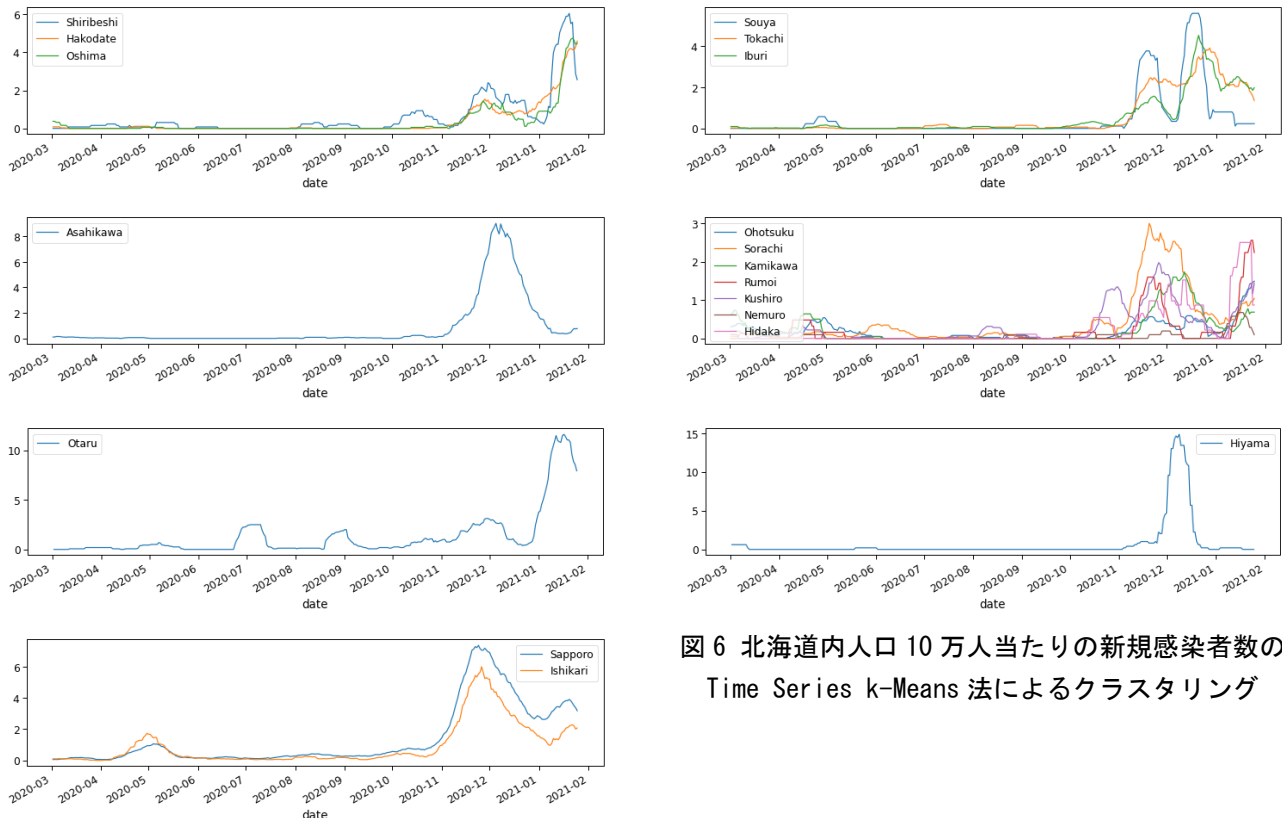 Shiribeshi
Hakodate
Oshima
6
4
2
0
2020-03 2020-04 2020-05 2020-06 2020-07 2020-08 2020-09 2020-10 2020-11 2020-12 2021-01 2021-02
date
Souya
Tokachi
Iburi
4
2
0
2020-03 2020-04 2020-05 2020-06 2020-07 2020-08 2020-09 2020-10 2020-11 2020-12 2021-01 2021-02
date
Asahikawa
8
6
4
2
0
2020-03 2020-04 2020-05 2020-06 2020-07 2020-08 2020-09 2020-10 2020-11 2020-12 2021-01 2021-02
date
Ohotsuku
Sorachi
Kamikawa
Rumoi
Kushiro
Nemuro
Hidaka
3
2
1
0
2020-03 2020-04 2020-05 2020-06 2020-07 2020-08 2020-09 2020-10 2020-11 2020-12 2021-01 2021-02
date
Otaru
10
5
0
2020-03 2020-04 2020-05 2020-06 2020-07 2020-08 2020-09 2020-10 2020-11 2020-12 2021-01 2021-02
date
Hiyama
15
10
5
0
2020-03 2020-04 2020-05 2020-06 2020-07 2020-08 2020-09 2020-10 2020-11 2020-12 2021-01 2021-02
date
Sapporo
Ishikari
6
4
2
0
2020-03 2020-04 2020-05 2020-06 2020-07 2020-08 2020-09 2020-10 2020-11 2020-12 2021-01 2021-02
date
図6 北海道内人口10万人当たりの新規感染者数の
Time Series k-Means 法によるクラスタリング